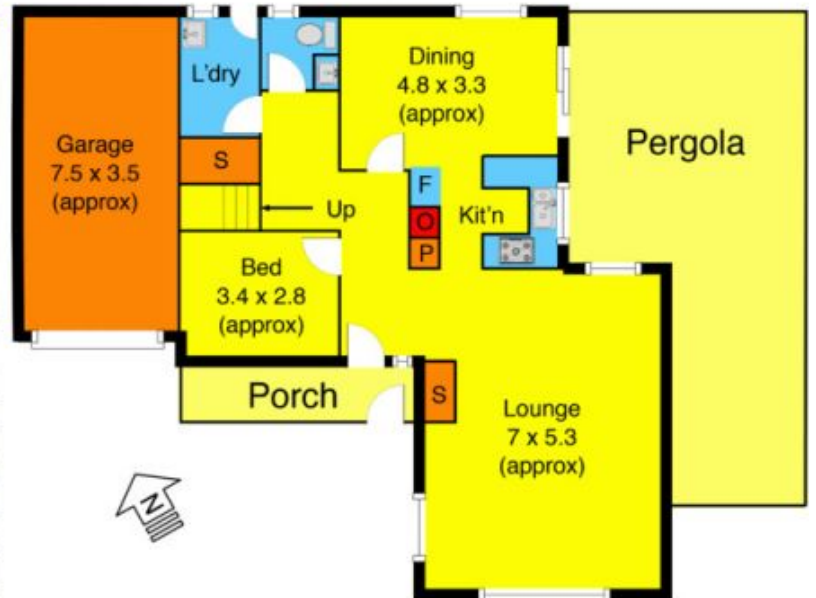 L'dry
Dining
4.8 x 3.3
(approx)
Garage
7.5 x 3.5
(approx)
S
Pergola
F
Up
O
Kit'n
P
Bed
3.4 x 2.8
(approx)
Porch
S
Lounge
7 x 5.3
(approx)
N